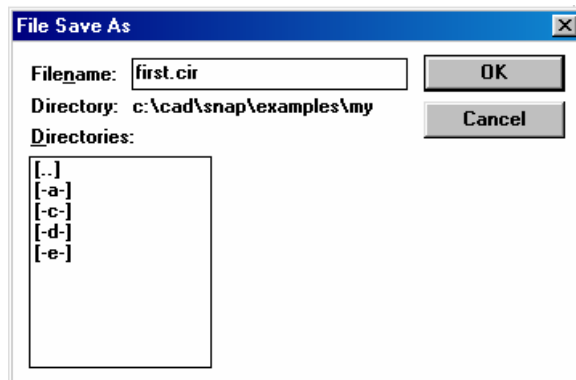 File Save As
Filename: first.cir
OK
Directory: c:\cad\snap\examples\my
Cancel
Directories:
[..]
[-a-]
[-c-]
[-d-]
[-e-]